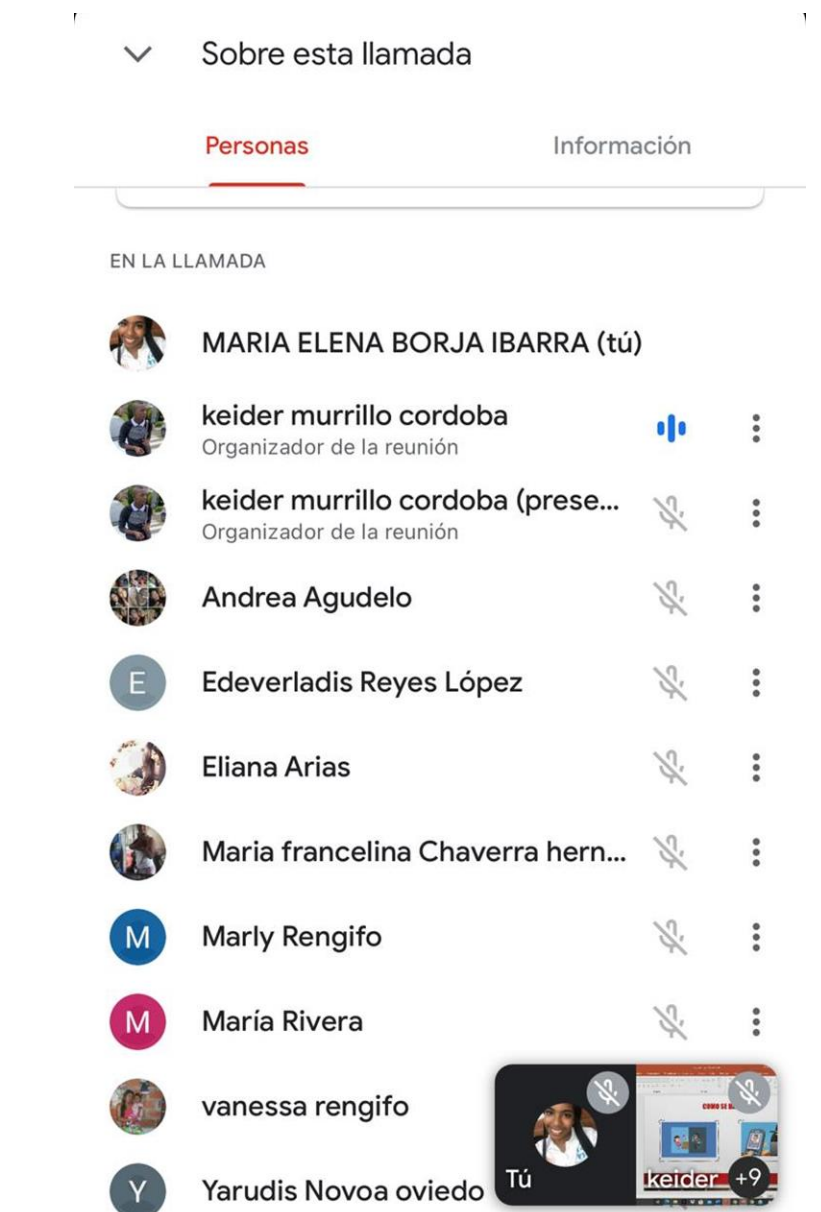 Sobre esta llamada
Personas
Información
EN LA LLAMADA
MARIA ELENA BORJA IBARRA (tú)
keider murrillo cordoba
Organizador de la reunión
keider murrillo cordoba (prese...
Organizador de la reunión
Andrea Agudelo
E
Edeverladis Reyes López
Eliana Arias
Maria francelina Chaverra hern...
M
Marly Rengifo
M
María Rivera
vanessa rengifo
COMO SE
Y
Yarudis Novoa oviedo
Tú
keider
+9